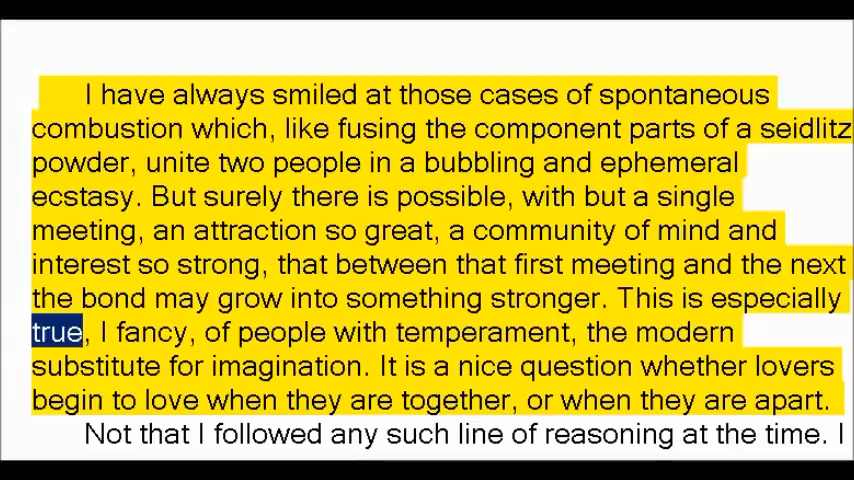 I have always smiled at those cases of spontaneous
combustion which, like fusing the component parts of a seidlitz
powder, unite two people in a bubbling and ephemeral
ecstasy. But surely there is possible, with but a single
meeting, an attraction so great, a community of mind and
interest so strong, that between that first meeting and the next
the bond may grow into something stronger. This is especially
true, I fancy, of people with temperament, the modern
substitute for imagination. It is a nice question whether lovers
begin to love when they are together, or when they are apart.
Not that I followed any such line of reasoning at the time. I